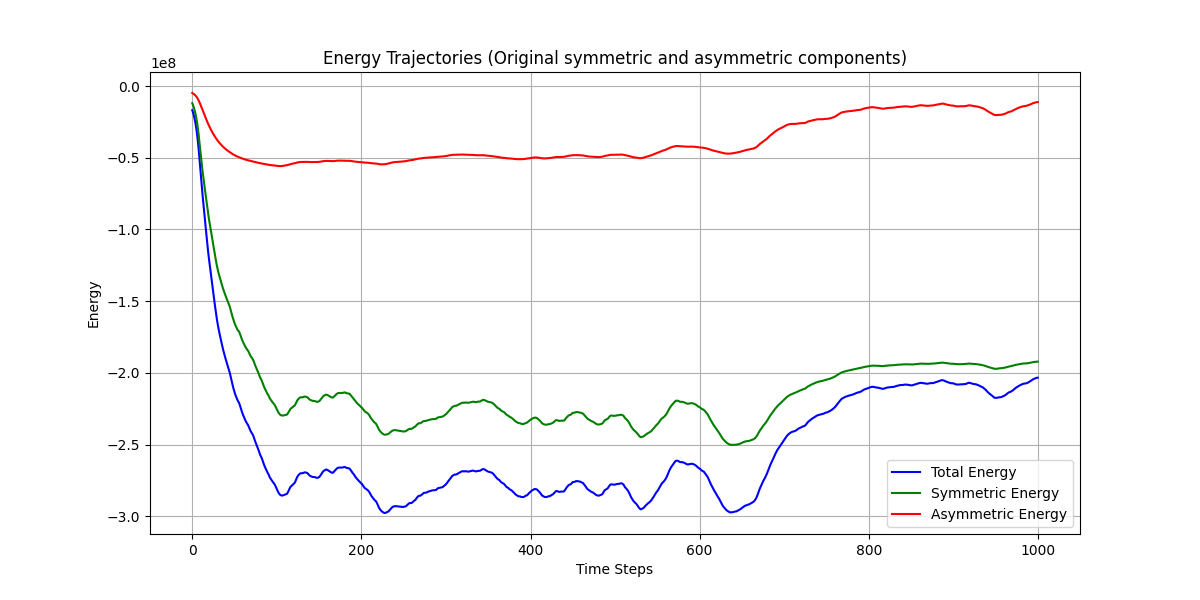 Energy Trajectories (Original symmetric and asymmetric components)
1e8
0.0
−0.5
−1.0
−1.5
−2.0
−2.5
−3.0
Energy
Total Energy
Symmetric Energy
Asymmetric Energy
0 200 400 600 800 1000
Time Steps